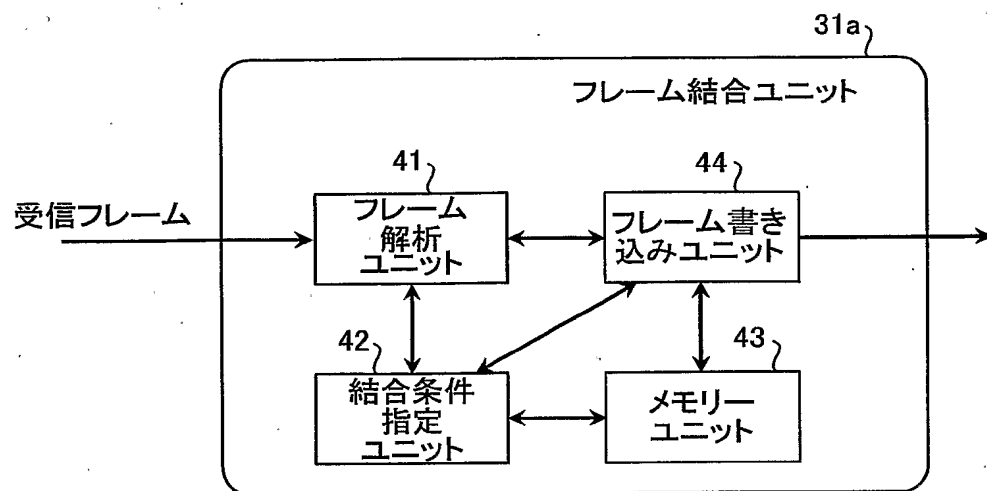 31a
フレーム結合ユニット
受信フレーム
41
フレーム
解析
ユニット
44
フレーム書き
込みユニット
42
結合条件
指定
ユニット
43
メモリー
ユニット